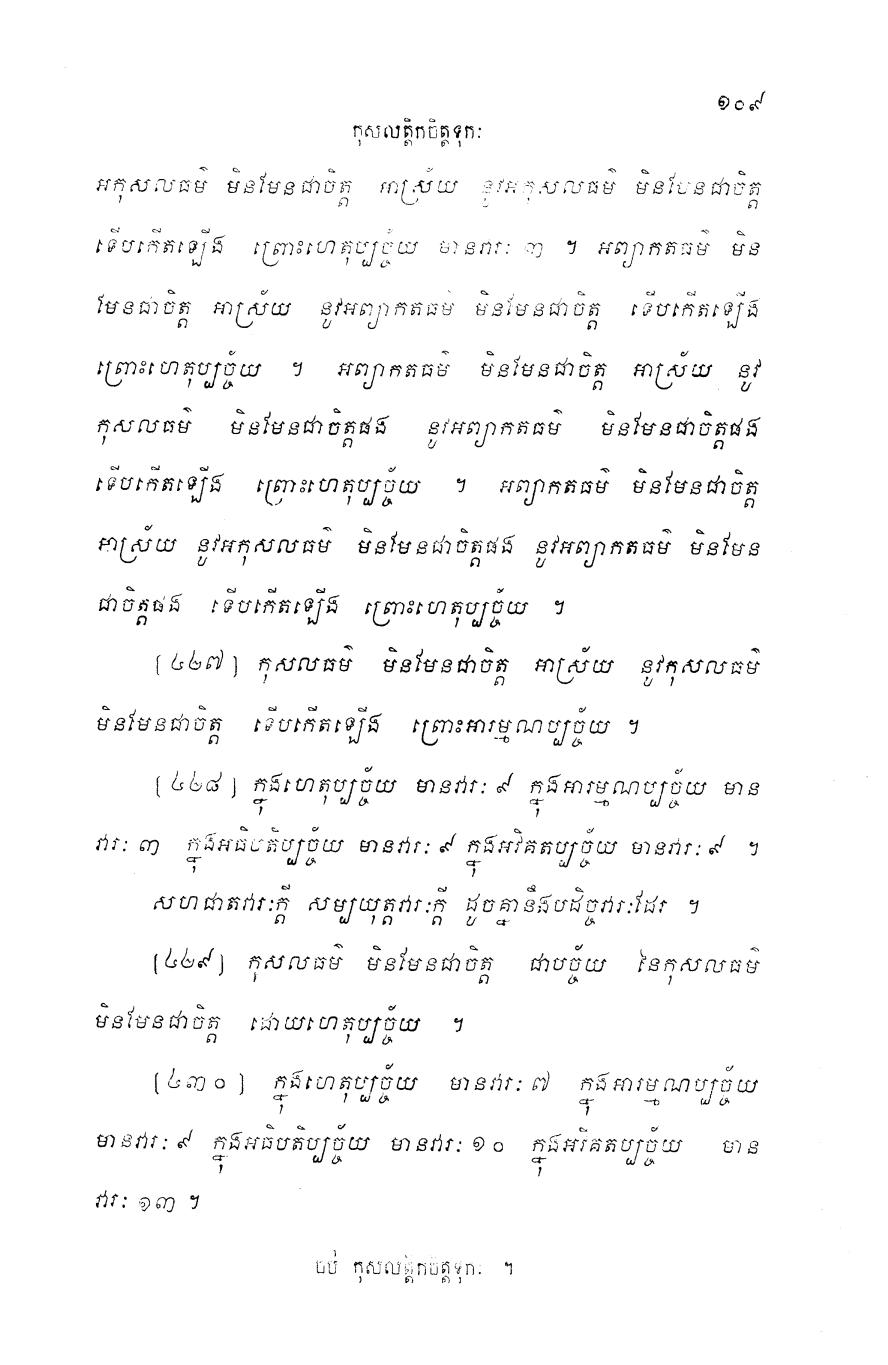 ១០៩
កុសលត្តិកចិត្តទុកៈ
អកុសលធម៌ មិនមែនជាចិត្ត អាស្រ័យ នូវអកុសលធម៌ មិនមែនជាចិត្ត
ទើបកើតឡើង ព្រោះហេតុប្បច្ច័យ មានវារៈ ៣ ។ អព្យាកតធម៌ មិន
មែនជាចិត្ត អាស្រ័យ នូវអព្យាកតធម៌ មិនមែនជាចិត្ត ទើបកើតឡើង
ព្រោះហេតុប្បច្ច័យ ។ អព្យាកតធម៌ មិនមែនជាចិត្ត អាស្រ័យ នូវ
កុសលធម៌ មិនមែនជាចិត្តផង នូវអព្យាកតធម៌ មិនមែនជាចិត្តផង
ទើបកើតឡើង ព្រោះហេតុប្បច្ច័យ ។ អព្យាកតធម៌ មិនមែនជាចិត្ត
អាស្រ័យ នូវអកុសលធម៌ មិនមែនជាចិត្តផង នូវអព្យាកតធម៌ មិនមែន
ជាចិត្តផង ទើបកើតឡើង ព្រោះហេតុប្បច្ច័យ ។
[៤២៧] កុសលធម៌ មិនមែនជាចិត្ត អាស្រ័យ នូវកុសលធម៌
មិនមែនជាចិត្ត ទើបកើតឡើង ព្រោះអារម្មណប្បច្ច័យ ។
[៤២៨] ក្នុងហេតុប្បច្ច័យ មានវារៈ ៩ ក្នុងអារម្មណប្បច្ច័យ មាន
វារៈ ៣ ក្នុងអធិបតិប្បច្ច័យ មានវារៈ ៩ ក្នុងអវិគតប្បច្ច័យ មានវារៈ ៩ ។
សហជាតវារៈក្តី សម្បយុត្តវារៈក្តី ដូចគ្នានឹងបដិច្ចវារៈដែរ ។
[៤២៩] កុសលធម៌ មិនមែនជាចិត្ត ជាបច្ច័យ នៃកុសលធម៌
មិនមែនជាចិត្ត ដោយហេតុប្បច្ច័យ ។
[៤៣០] ក្នុងហេតុប្បច្ច័យ មានវារៈ ៧ ក្នុងអារម្មណប្បច្ច័យ
មានវារៈ ៩ ក្នុងអធិបតិប្បច្ច័យ មានវារៈ ១០ ក្នុងអវិគតប្បច្ច័យ មាន
វារៈ ១៣ ។
ចប់ កុសលត្តិកចិត្តទុកៈ ។